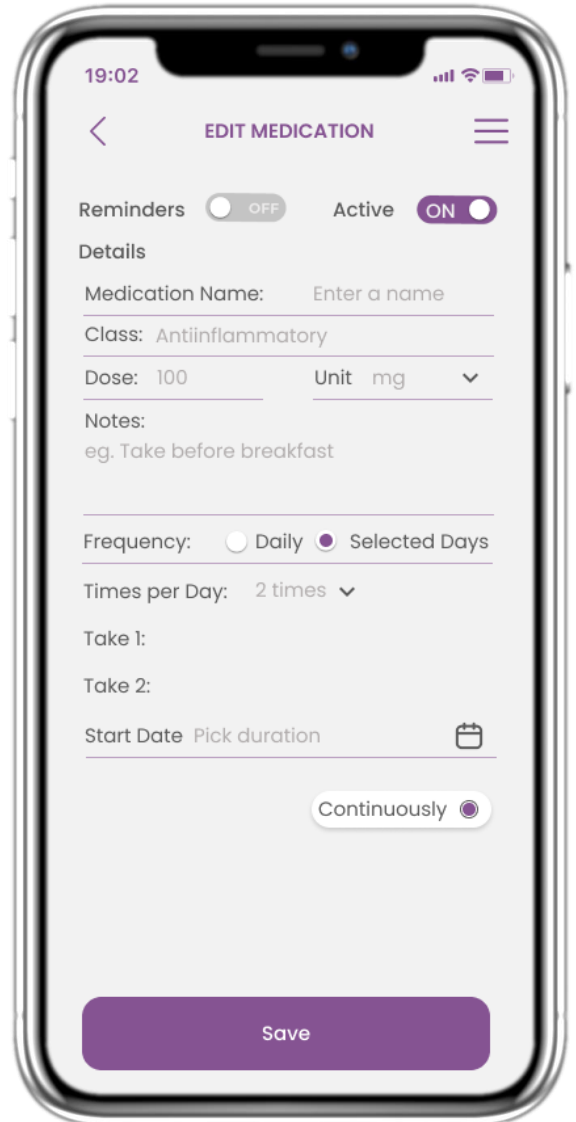 19:02
EDIT MEDICATION
Reminders OFF Active ON
Details
Medication Name: Enter a name
Class: Antiinflammatory
Dose: 100 Unit mg
Notes:
eg. Take before breakfast
Frequency: Daily Selected Days
Times per Day: 2 times
Take 1:
Take 2:
Start Date Pick duration
Continuously
Save